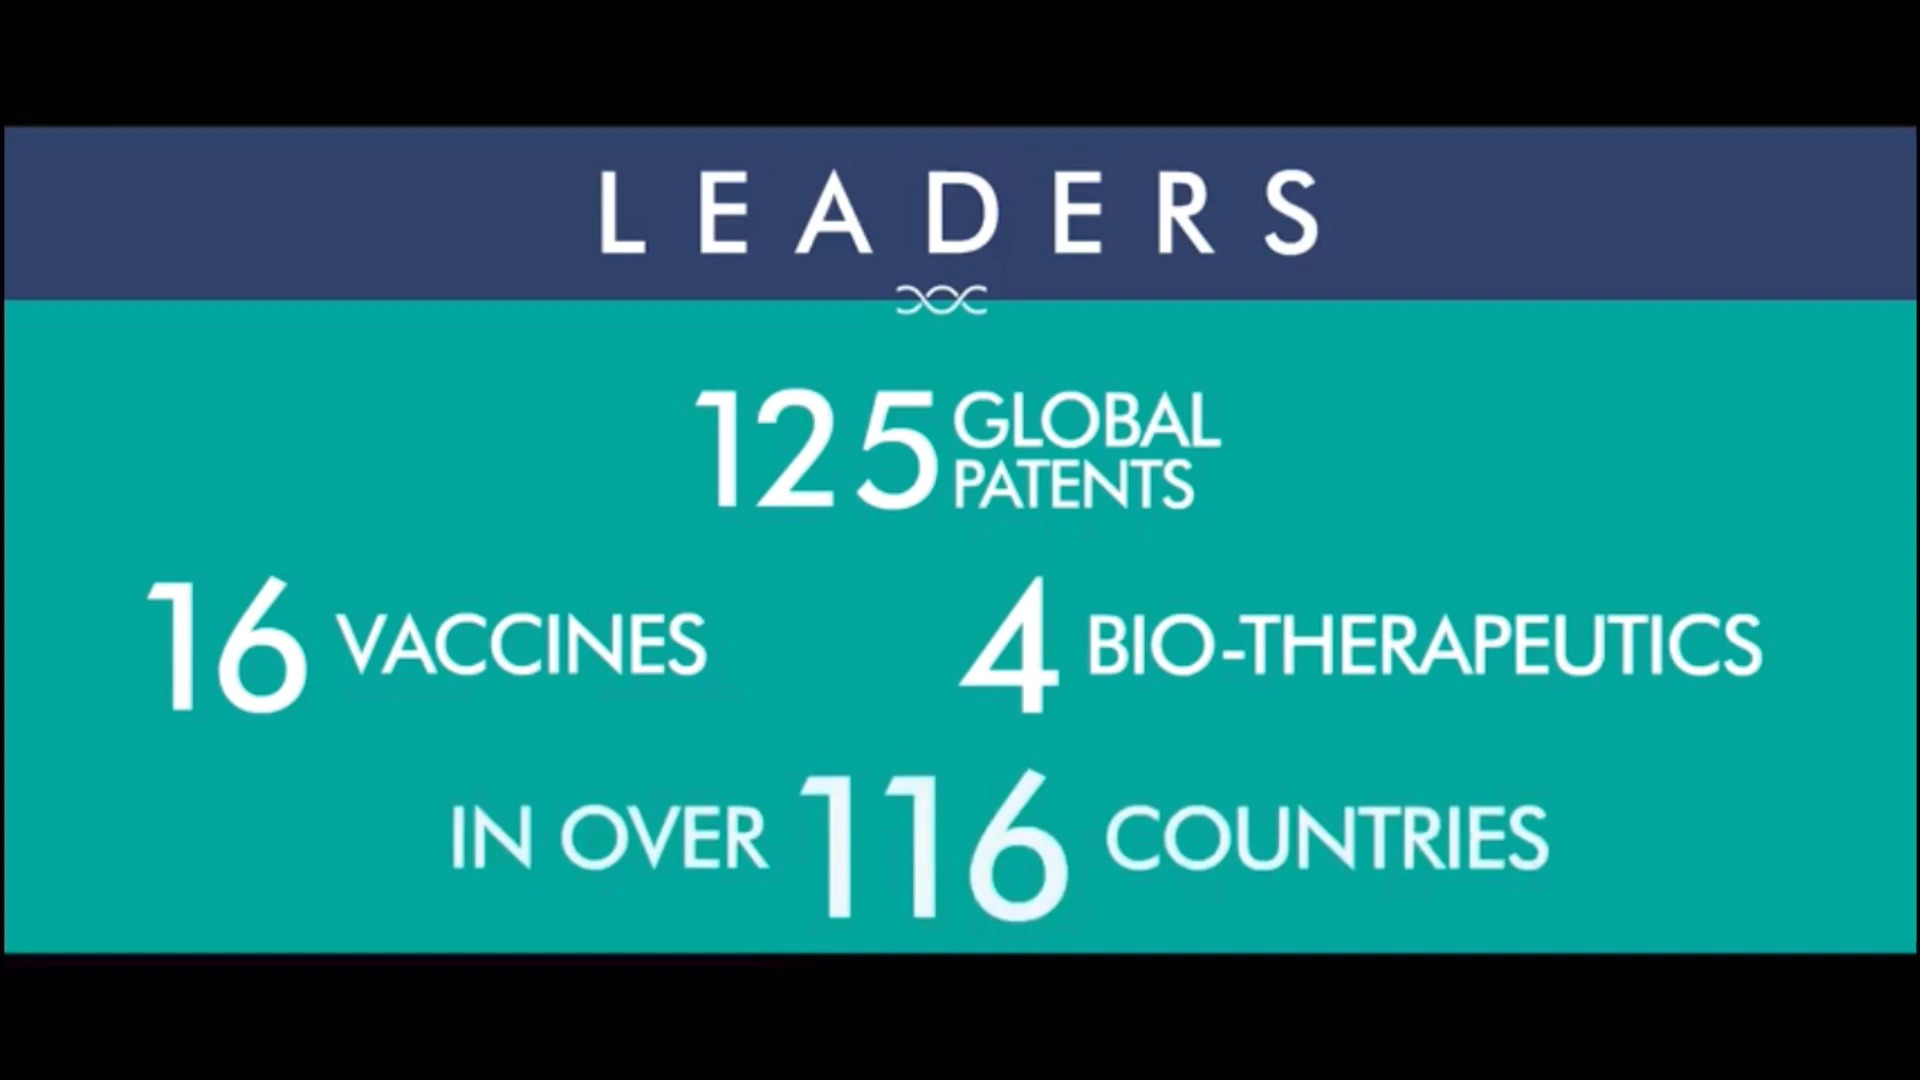 LEADERS
125 GLOBAL
PATENTS
16 VACCINES 4 BIO-THERAPEUTICS
IN OVER 116 COUNTRIES